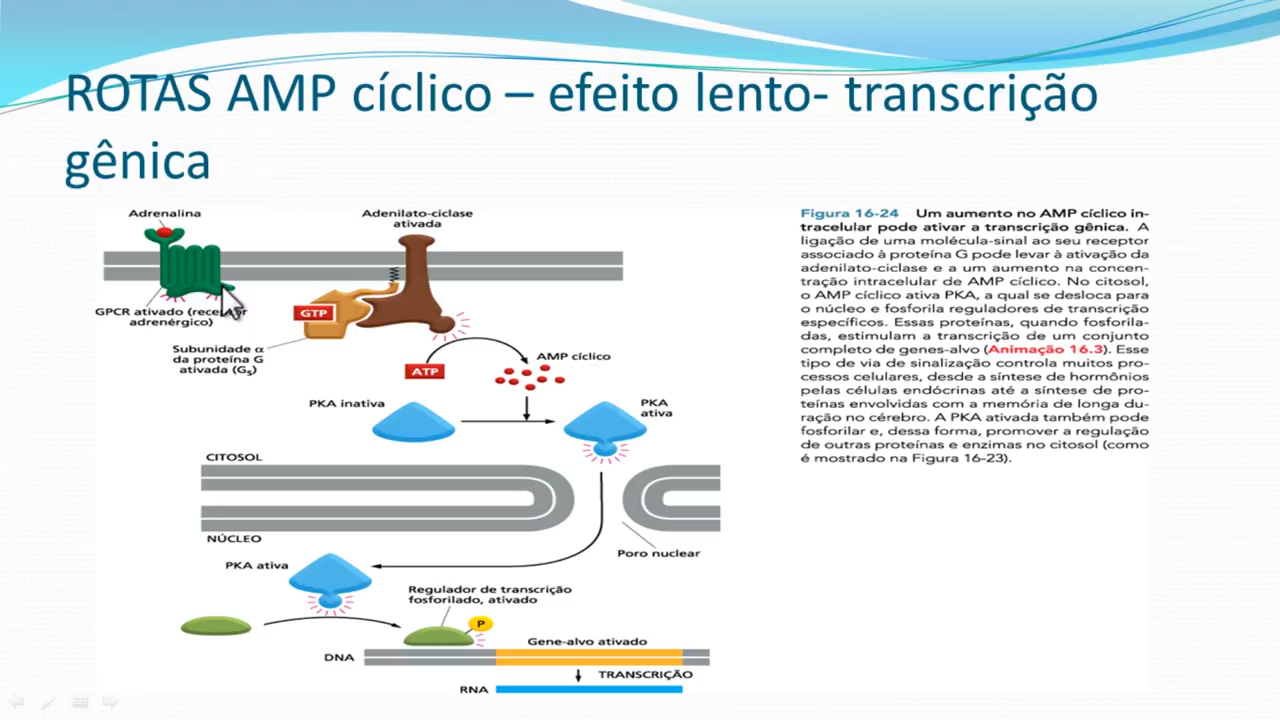 ROTAS AMP cíclico – efeito lento- transcrição
gênica
Adrenalina
Adenilato-ciclase
ativada
GPCR ativado (receptor
adrenérgico)
GTP
Subunidade α
da proteína G
ativada (Gs)
ATP
AMP cíclico
PKA inativa
PKA
ativa
CITOSOL
NÚCLEO
Poro nuclear
PKA ativa
Regulador de transcrição
fosforilado, ativado
P
Gene-alvo ativado
DNA
TRANSCRIÇÃO
RNA
Figura 16-24 Um aumento no AMP cíclico in-
tracelular pode ativar a transcrição gênica. A
ligação de uma molécula-sinal ao seu receptor
associado à proteína G pode levar à ativação da
adenilato-ciclase e a um aumento na concen-
tração intracelular de AMP cíclico. No citosol,
o AMP cíclico ativa PKA, a qual se desloca para
o núcleo e fosforila reguladores de transcrição
específicos. Essas proteínas, quando fosforila-
das, estimulam a transcrição de um conjunto
completo de genes-alvo (Animação 16.3). Esse
tipo de via de sinalização controla muitos pro-
cessos celulares, desde a síntese de hormônios
pelas células endócrinas até a síntese de pro-
teínas envolvidas com a memória de longa du-
ração no cérebro. A PKA ativada também pode
fosforilar e, dessa forma, promover a regulação
de outras proteínas e enzimas no citosol (como
é mostrado na Figura 16-23).